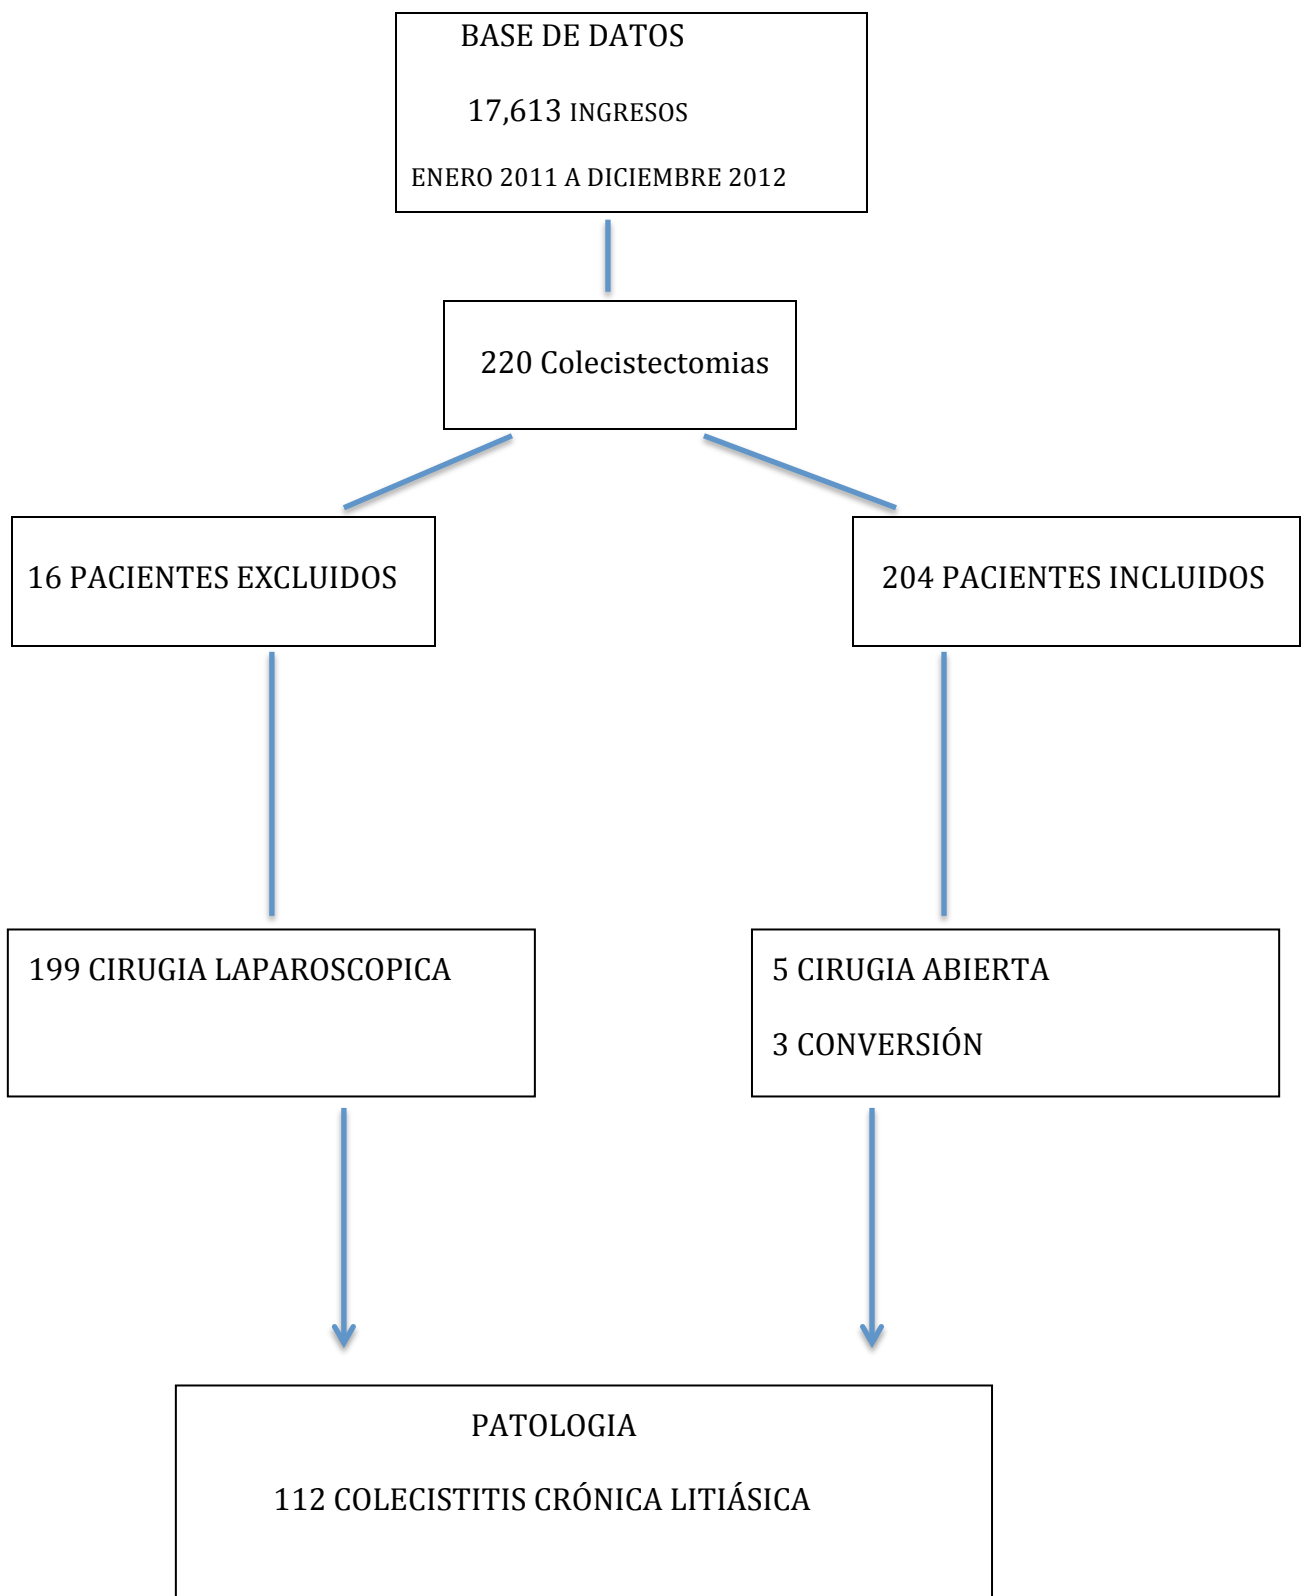 BASE DE DATOS
17,613 INGRESOS
ENERO 2011 A DICIEMBRE 2012
220 Colecistectomias
16 PACIENTES EXCLUIDOS
204 PACIENTES INCLUIDOS
199 CIRUGIA LAPAROSCOPICA
5 CIRUGIA ABIERTA
3 CONVERSIÓN
PATOLOGIA
112 COLECISTITIS CRÓNICA LITIÁSICA